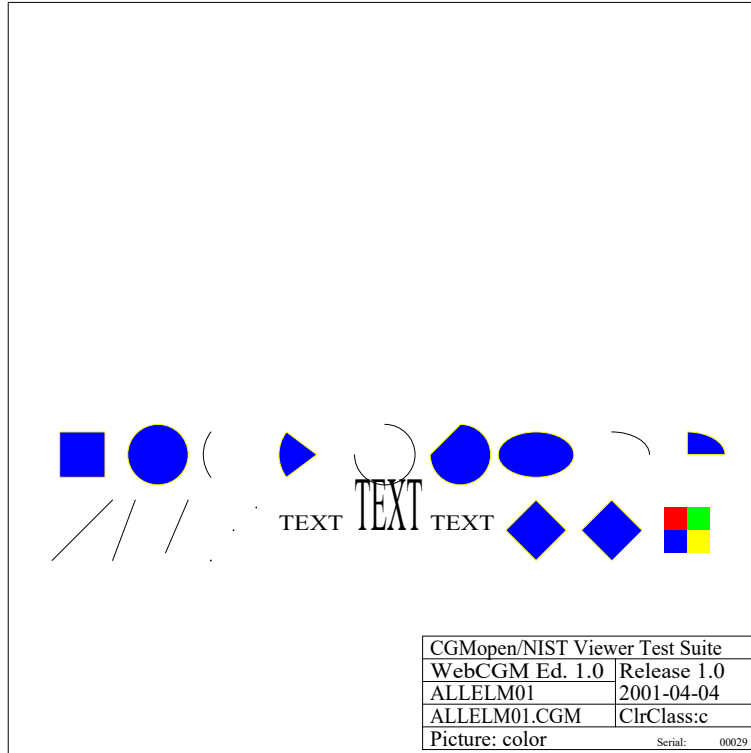 TEXT TEXT TEXT
CGMopen/NIST Viewer Test Suite
WebCGM Ed. 1.0 Release 1.0
ALLELM01 2001-04-04
ALLELM01.CGM ClrClass:c
Picture: color Serial: 00029